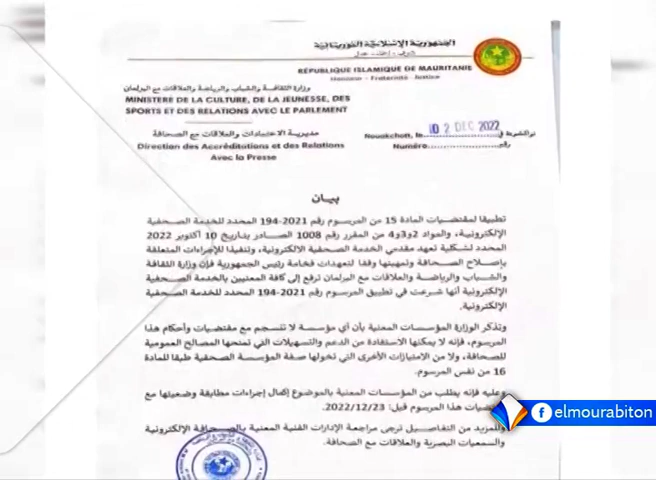 الجمهورية الإسلامية الموريتانية
شرف - إخاء - عدل
RÉPUBLIQUE ISLAMIQUE DE MAURITANIE
Honneur - Fraternité - Justice
وزارة الثقافة والشباب والرياضة والعلاقات مع البرلمان
MINISTERE DE LA CULTURE, DE LA JEUNESSE, DES
SPORTS ET DES RELATIONS AVEC LE PARLEMENT
مديرية الاعتمادات والعلاقات مع الصحافة
Direction des Accréditations et des Relations
Avec la Presse
Nouakchott, le 02 DEC 2022 نواكشوط في
Numéro رقم
بيان
تطبيقا لمقتضيات المادة 15 من المرسوم رقم 2021-194 المحدد للخدمة الصحفية
الإلكترونية، والمواد 2و3و4 من المقرر رقم 1008 الصادر بتاريخ 10 أكتوبر 2022
المحدد لشكلية تعهد مقدمي الخدمة الصحفية الالكترونية، وتنفيذا للإجراءات المتعلقة
بإصلاح الصحافة وتمهينها وفقا لتعهدات فخامة رئيس الجمهورية فإن وزارة الثقافة
والشباب والرياضة والعلاقات مع البرلمان ترفع إلى كافة المعنيين بالخدمة الصحفية
الإلكترونية أنها شرعت في تطبيق المرسوم رقم 2021-194 المحدد للخدمة الصحفية
الإلكترونية.
وتذكر الوزارة المؤسسات المعنية بأن أي مؤسسة لا تنسجم مع مقتضيات وأحكام هذا
المرسوم، فإنه لا يمكنها الاستفادة من الدعم والتسهيلات التي تمنحها المصالح العمومية
للصحافة، ولا من الامتيازات الأخرى التي تخولها صفة المؤسسة الصحفية طبقا للمادة
16 من نفس المرسوم.
وعليه فإنه يطلب من المؤسسات المعنية بالموضوع إكمال إجراءات مطابقة وضعيتها مع
مقتضيات هذا المرسوم قبل: 2022/12/23.
وللمزيد من التفاصيل ترجى مراجعة الإدارات الفنية المعنية بالصحافة الإلكترونية
والسمعيات البصرية والعلاقات مع الصحافة.
elmourabiton